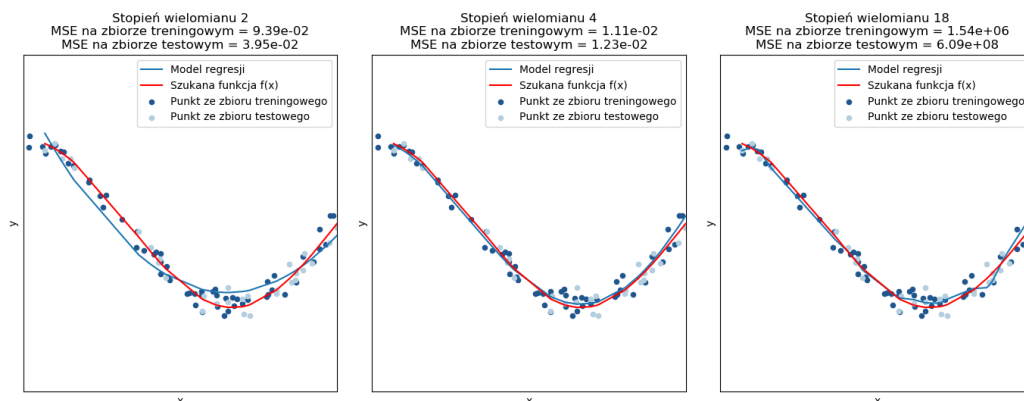 Stopień wielomianu 2
MSE na zbiorze treningowym = 9.39e-02
MSE na zbiorze testowym = 3.95e-02
Model regresji
Szukana funkcja f(x)
Punkt ze zbioru treningowego
Punkt ze zbioru testowego
y
x
Stopień wielomianu 4
MSE na zbiorze treningowym = 1.11e-02
MSE na zbiorze testowym = 1.23e-02
Model regresji
Szukana funkcja f(x)
Punkt ze zbioru treningowego
Punkt ze zbioru testowego
y
x
Stopień wielomianu 18
MSE na zbiorze treningowym = 1.54e+06
MSE na zbiorze testowym = 6.09e+08
Model regresji
Szukana funkcja f(x)
Punkt ze zbioru treningowego
Punkt ze zbioru testowego
y
x